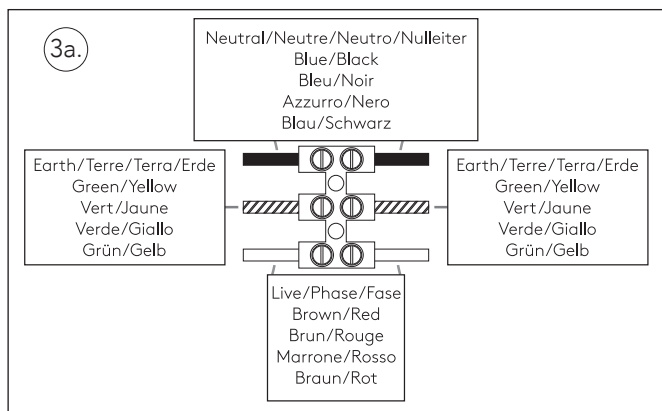 3a.
Neutral/Neutre/Neutro/Nulleiter
Blue/Black
Bleu/Noir
Azzurro/Nero
Blau/Schwarz
Earth/Terre/Terra/Erde
Green/Yellow
Vert/Jaune
Verde/Giallo
Grün/Gelb
Earth/Terre/Terra/Erde
Green/Yellow
Vert/Jaune
Verde/Giallo
Grün/Gelb
Live/Phase/Fase
Brown/Red
Brun/Rouge
Marrone/Rosso
Braun/Rot